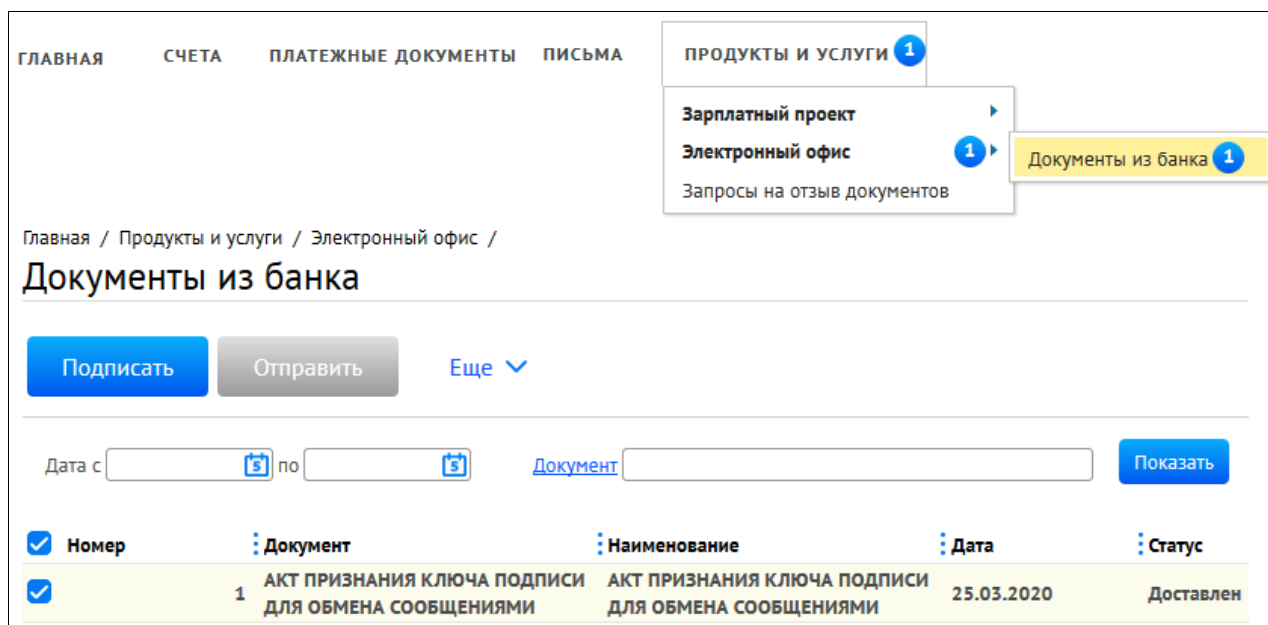 ГЛАВНАЯ СЧЕТА ПЛАТЕЖНЫЕ ДОКУМЕНТЫ ПИСЬМА ПРОДУКТЫ И УСЛУГИ 1
Зарплатный проект
Электронный офис 1
Документы из банка 1
Запросы на отзыв документов
Главная / Продукты и услуги / Электронный офис /
Документы из банка
Подписать Отправить Еще
Дата с 5 по 5 Документ Показать
Номер Документ Наименование Дата Статус
1 АКТ ПРИЗНАНИЯ КЛЮЧА ПОДПИСИ АКТ ПРИЗНАНИЯ КЛЮЧА ПОДПИСИ 25.03.2020 Доставлен
ДЛЯ ОБМЕНА СООБЩЕНИЯМИ ДЛЯ ОБМЕНА СООБЩЕНИЯМИ